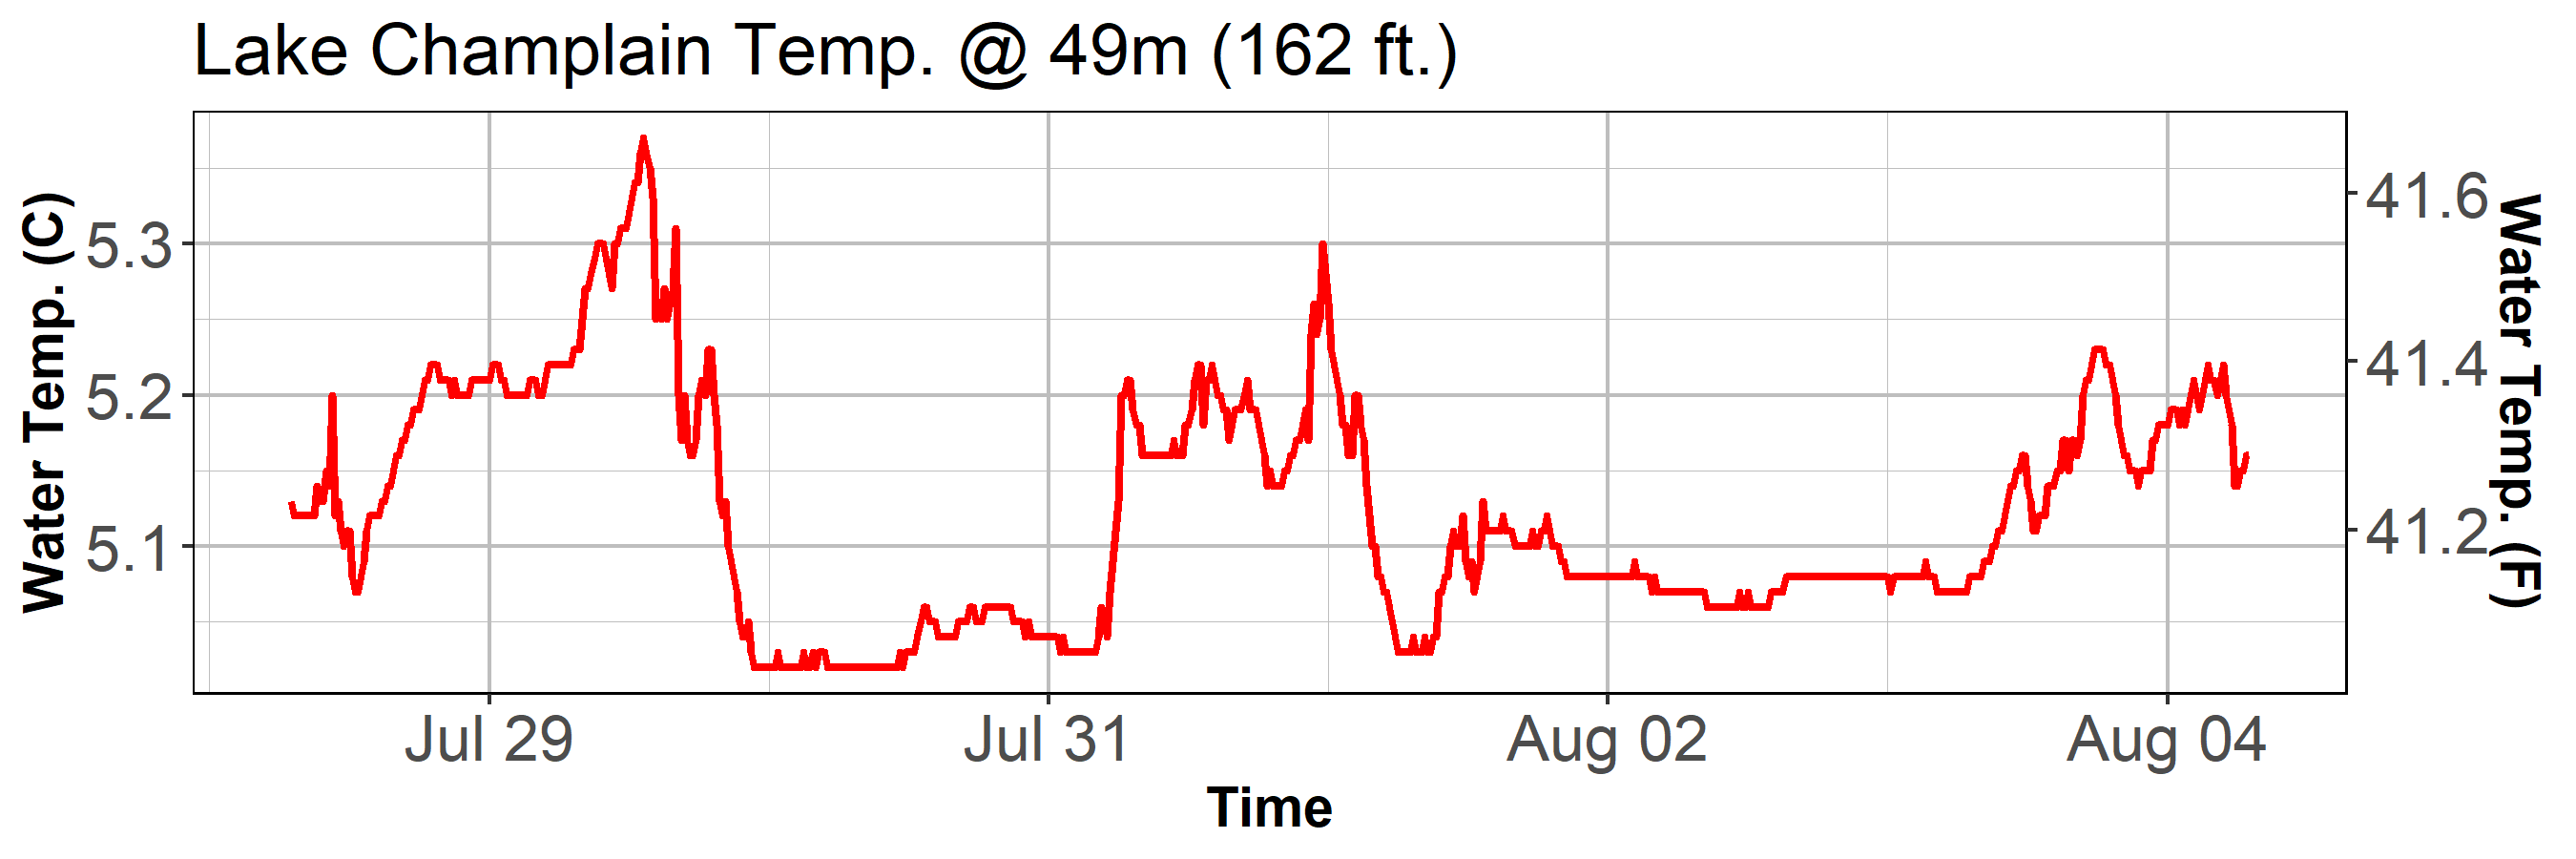 Lake Champlain Temp. @ 49m (162 ft.)
Water Temp. (C)
5.3
5.2
5.1
41.6
41.4
41.2
Water Temp. (F)
Jul 29
Jul 31
Aug 02
Aug 04
Time